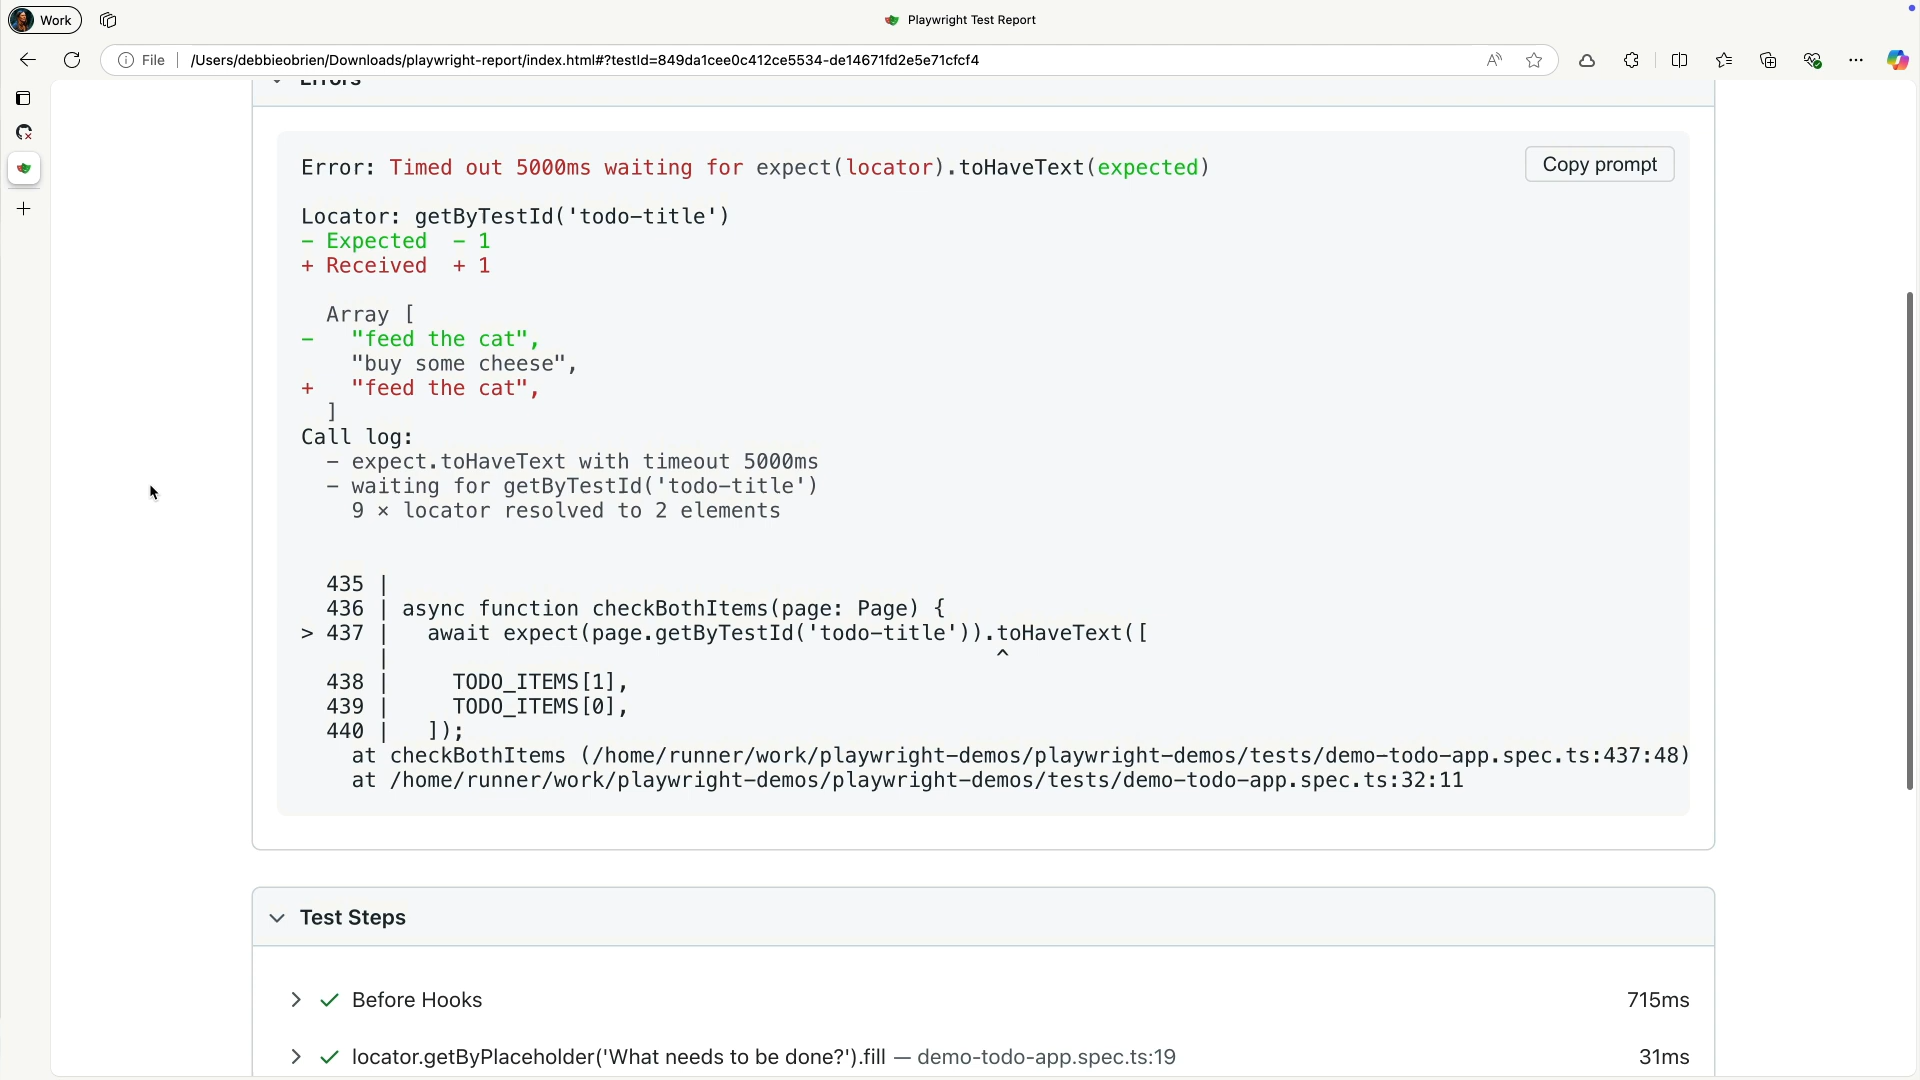 Work
Playwright Test Report
File
/Users/debbieobrien/Downloads/playwright-report/index.html#?testId=849da1cee0c412ce5534-de14671fd2e5e71cfcf4
Errors
Error: Timed out 5000ms waiting for expect(locator).toHaveText(expected)
Copy prompt
Locator: getByTestId('todo-title')
- Expected  - 1
+ Received  + 1
Array [
-   "feed the cat",
"buy some cheese",
+   "feed the cat",
]
Call log:
- expect.toHaveText with timeout 5000ms
- waiting for getByTestId('todo-title')
9 × locator resolved to 2 elements
435 |
436 | async function checkBothItems(page: Page) {
> 437 |   await expect(page.getByTestId('todo-title')).toHaveText([
|                                                ^
438 |     TODO_ITEMS[1],
439 |     TODO_ITEMS[0],
440 |   ]);
at checkBothItems (/home/runner/work/playwright-demos/playwright-demos/tests/demo-todo-app.spec.ts:437:48)
at /home/runner/work/playwright-demos/playwright-demos/tests/demo-todo-app.spec.ts:32:11
Test Steps
Before Hooks 715ms
locator.getByPlaceholder('What needs to be done?').fill — demo-todo-app.spec.ts:19 31ms